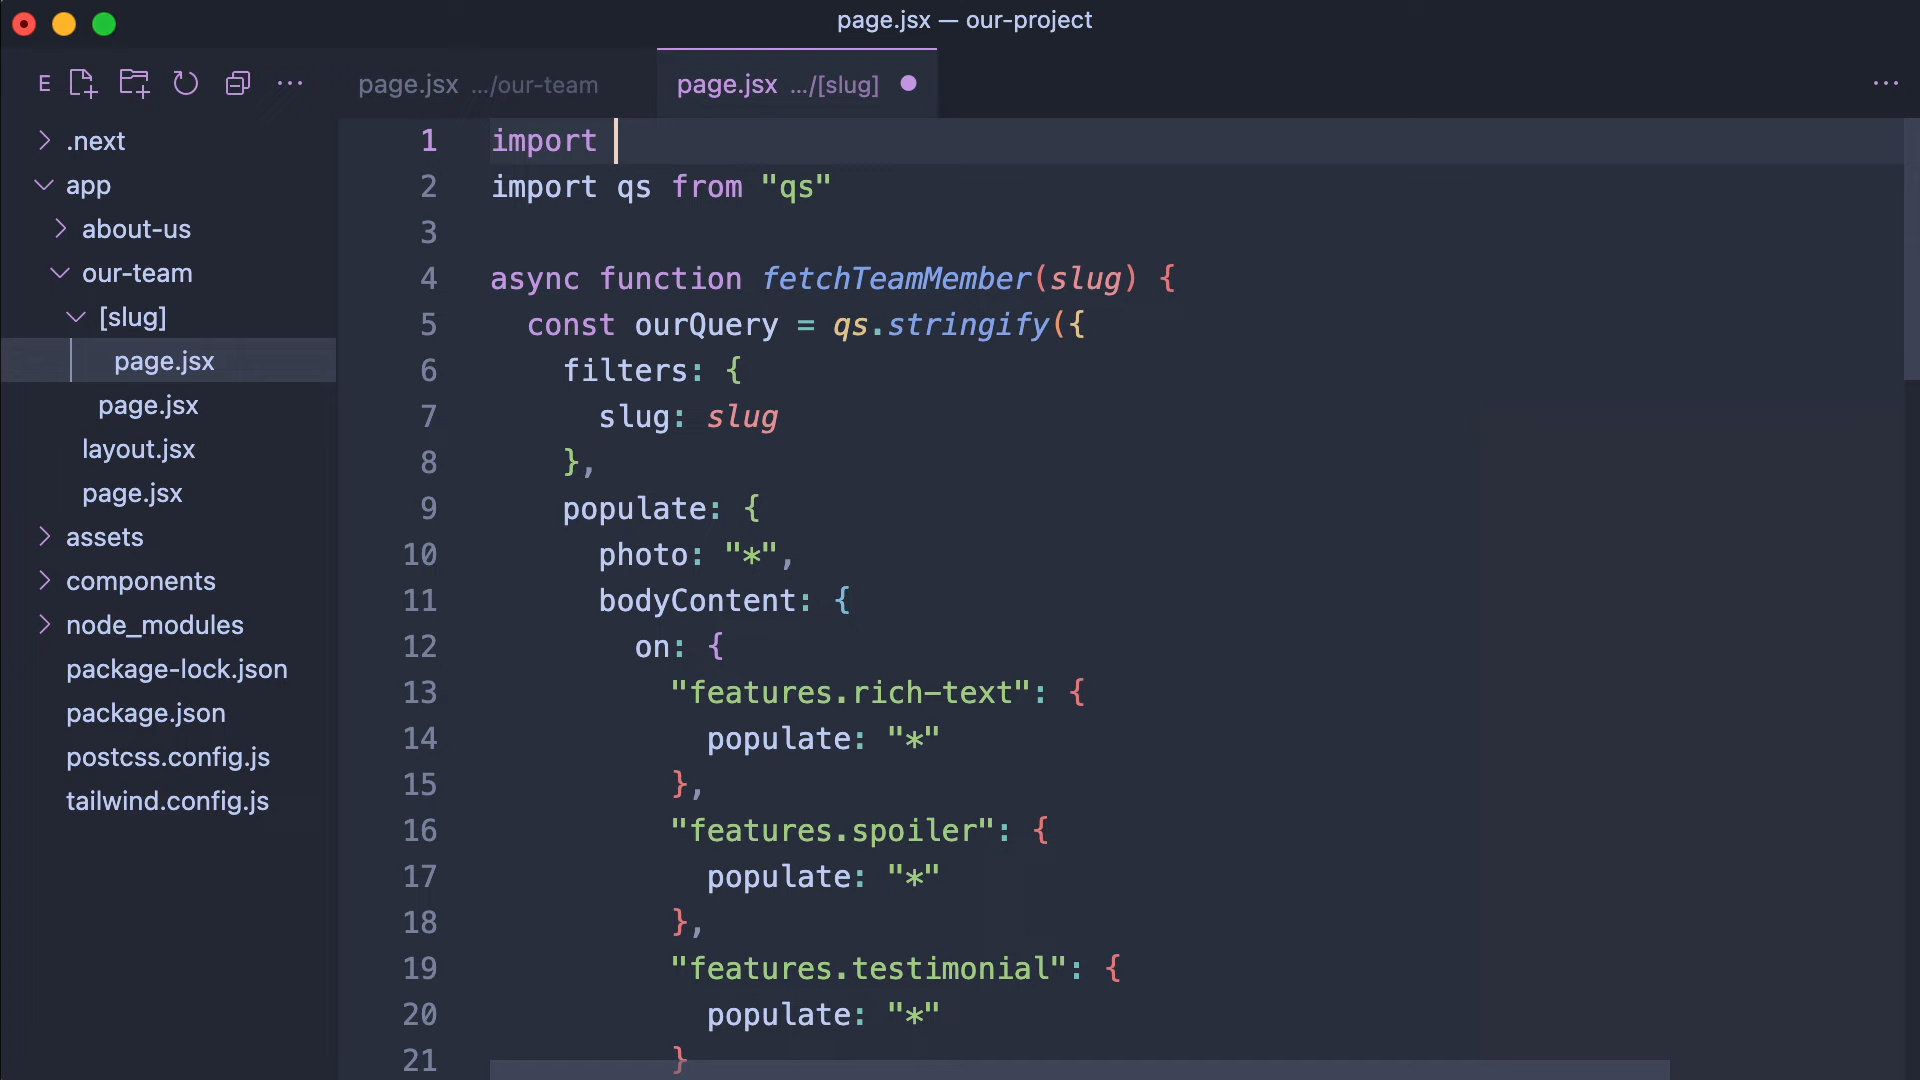 page.jsx — our-project
E
page.jsx .../our-team
page.jsx .../[slug]
.next
app
about-us
our-team
[slug]
page.jsx
page.jsx
layout.jsx
page.jsx
assets
components
node_modules
package-lock.json
package.json
postcss.config.js
tailwind.config.js
1 import
2 import qs from "qs"
3
4 async function fetchTeamMember(slug) {
5 const ourQuery = qs.stringify({
6 filters: {
7 slug: slug
8 },
9 populate: {
10 photo: "*",
11 bodyContent: {
12 on: {
13 "features.rich-text": {
14 populate: "*"
15 },
16 "features.spoiler": {
17 populate: "*"
18 },
19 "features.testimonial": {
20 populate: "*"
21 }